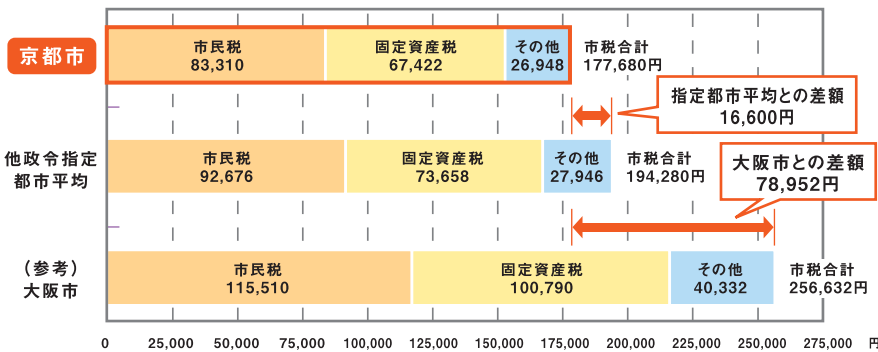 京都市
市民税
83,310
固定資産税
67,422
その他
26,948
市税合計
177,680円
指定都市平均との差額
16,600円
他政令指定
都市平均
市民税
92,676
固定資産税
73,658
その他
27,946
市税合計
194,280円
大阪市との差額
78,952円
(参考)
大阪市
市民税
115,510
固定資産税
100,790
その他
40,332
市税合計
256,632円
0 25,000 50,000 75,000 100,000 125,000 150,000 175,000 200,000 225,000 250,000 275,000 円